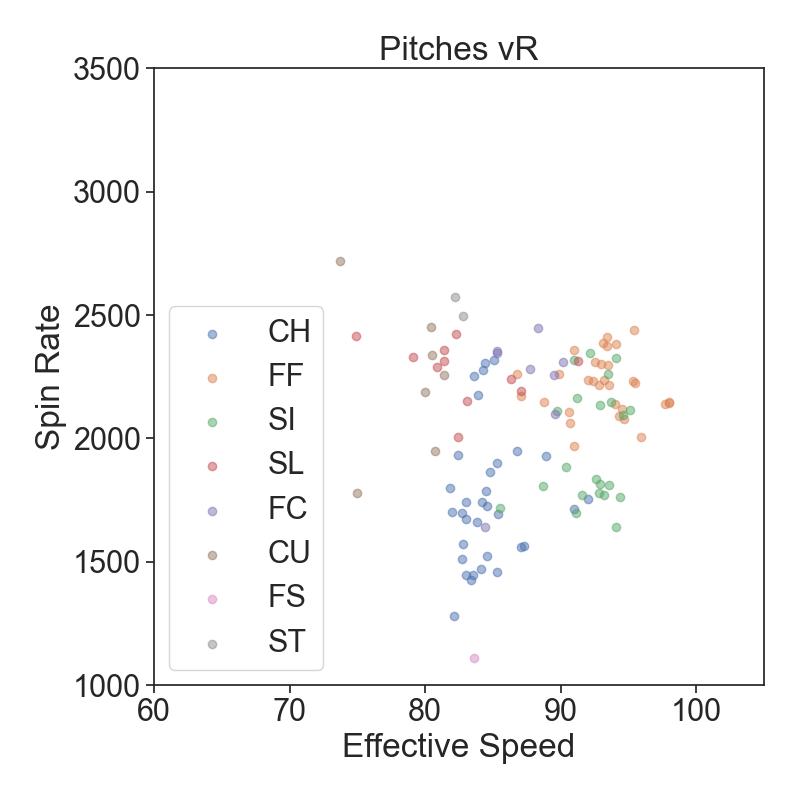 Pitches vR
3500
3000
2500
2000
1500
1000
Spin Rate
CH
FF
SI
SL
FC
CU
FS
ST
60 70 80 90 100
Effective Speed